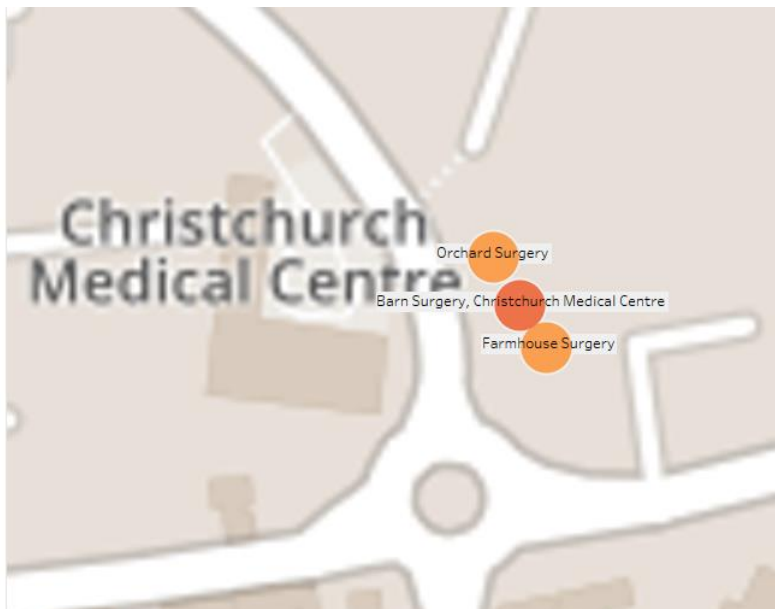 Christchurch
Medical Centre
Orchard Surgery
Barn Surgery, Christchurch Medical Centre
Farmhouse Surgery